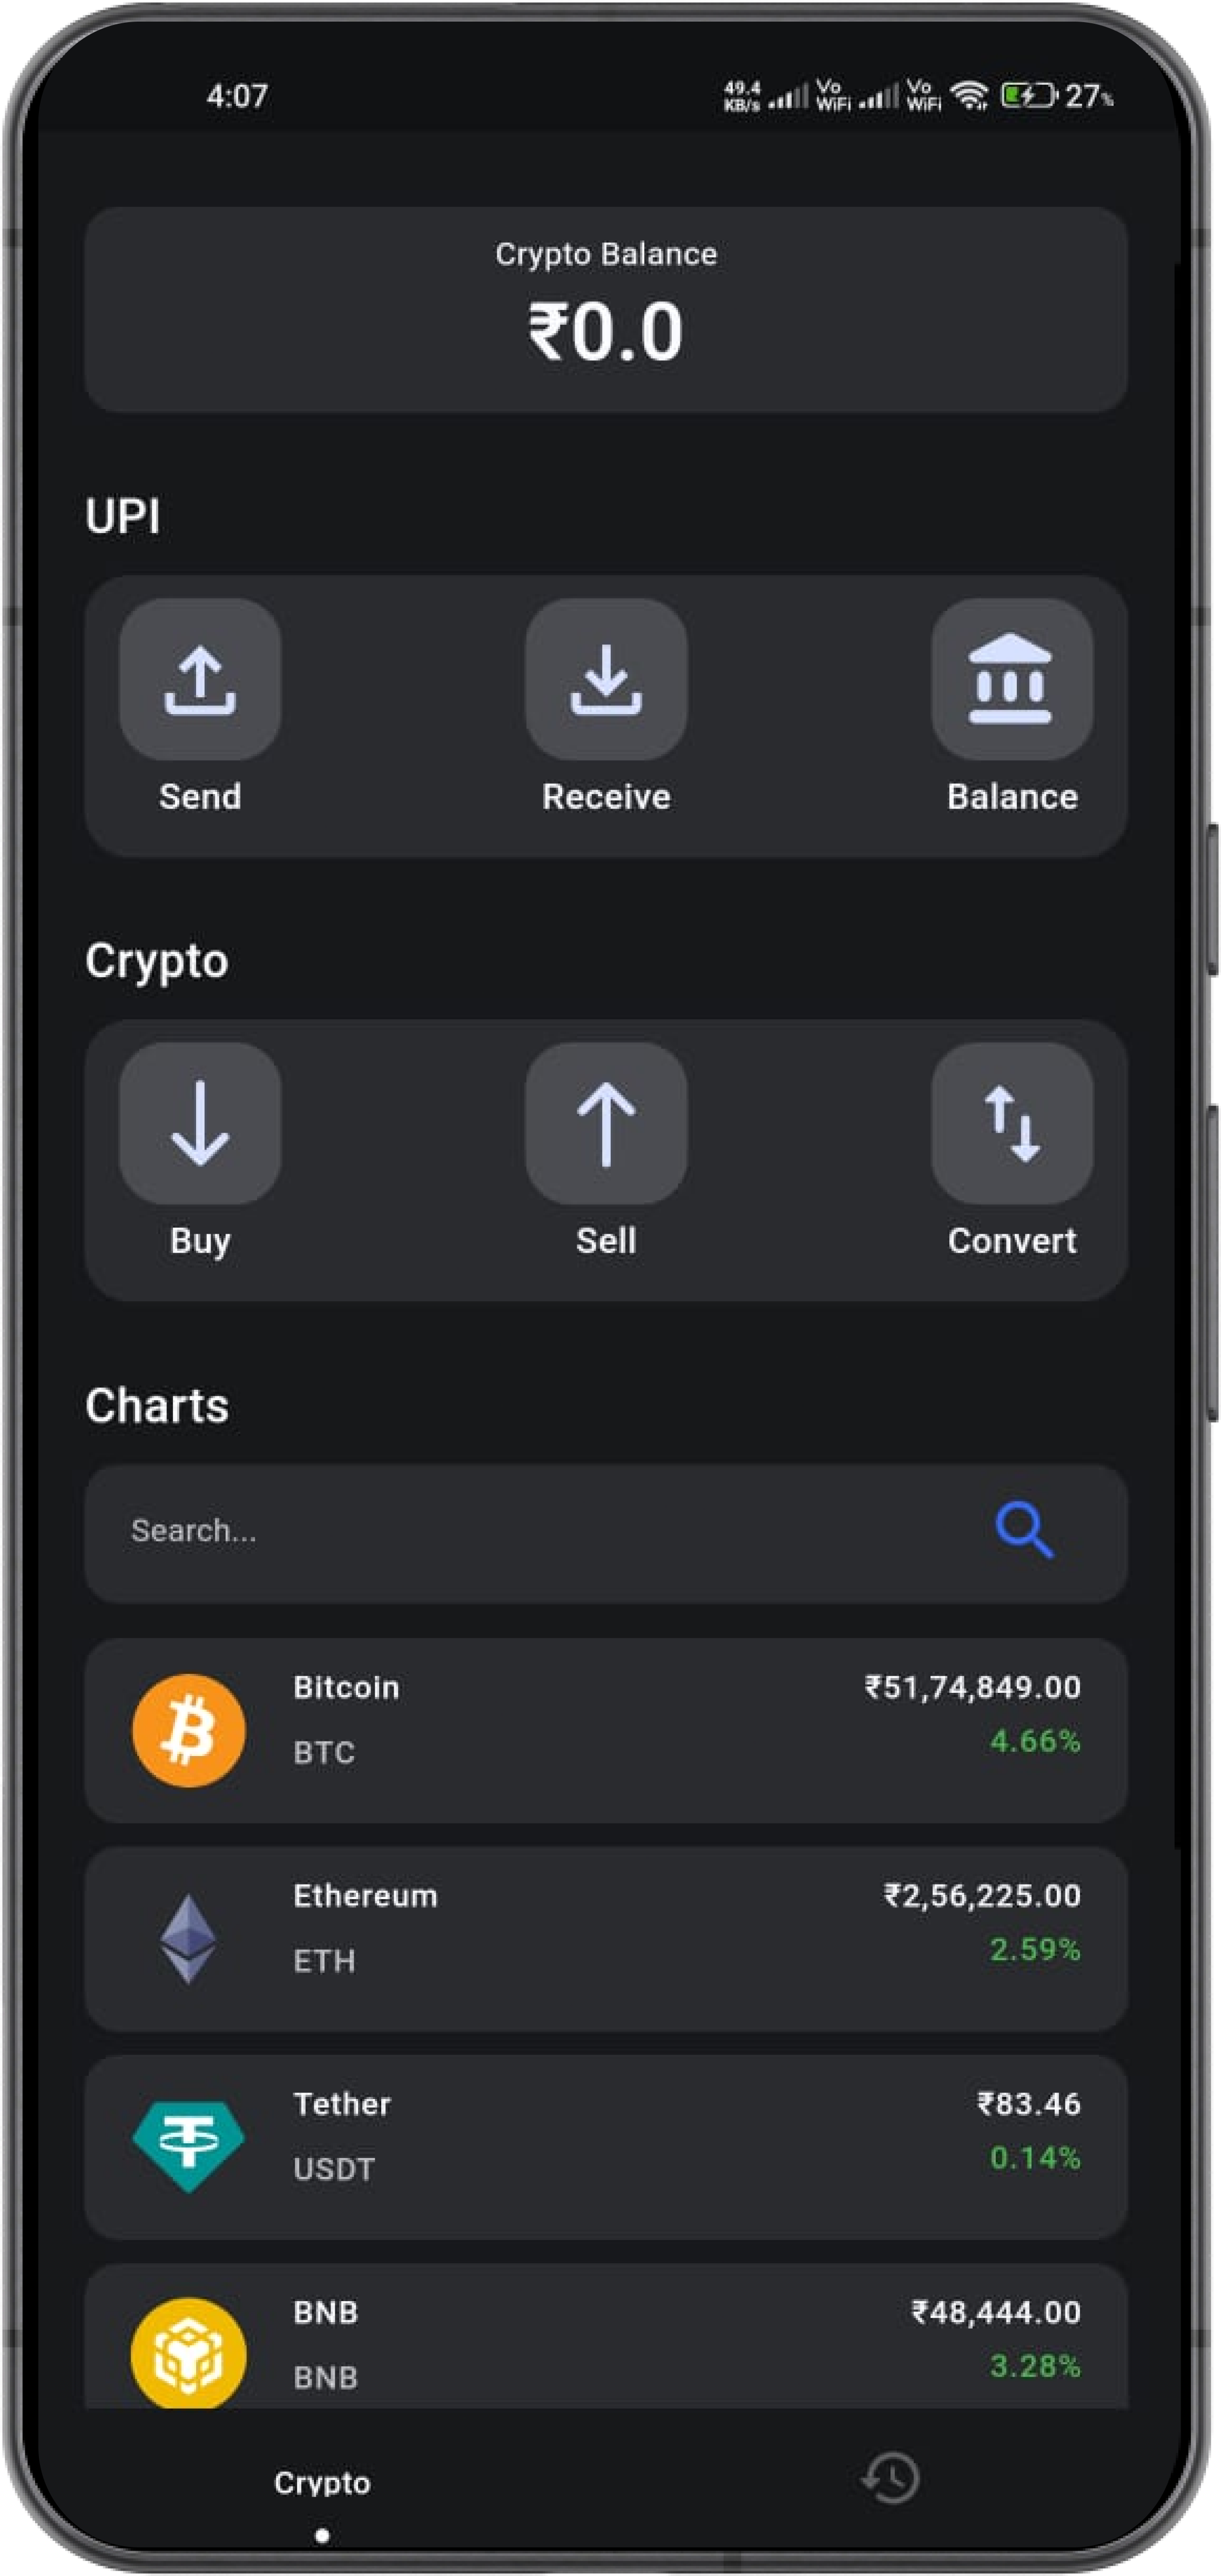 4:07
49.4 KB/s Vo WiFi Vo WiFi 27%
Crypto Balance
₹0.0
UPI
Send Receive Balance
Crypto
Buy Sell Convert
Charts
Search...
Bitcoin ₹51,74,849.00
BTC 4.66%
Ethereum ₹2,56,225.00
ETH 2.59%
Tether ₹83.46
USDT 0.14%
BNB ₹48,444.00
BNB 3.28%
Crypto